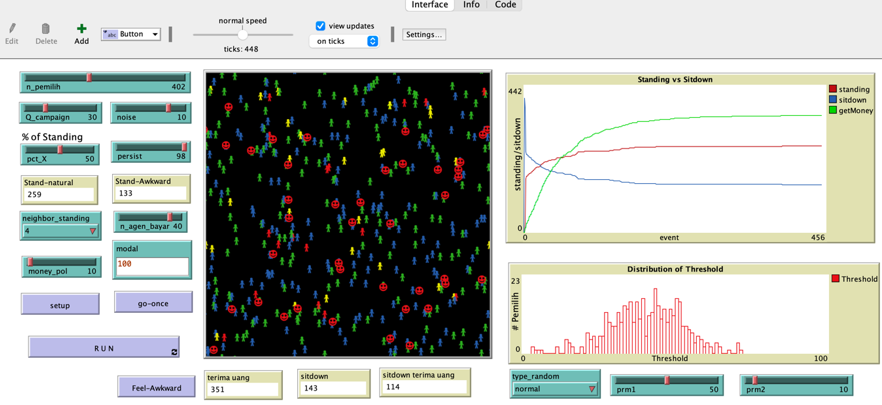 Interface Info Code
Edit Delete Add abc Button normal speed view updates
on ticks Settings...
ticks: 448
n_pemilih 402
Q_campaign 30 noise 10
% of Standing
pct_X 50 persist 98
Stand-natural Stand-Awkward
259 133
neighbor_standing
4
n_agen_bayar 40
modal
100
money_pol 10
setup go-once
R U N
Feel-Awkward
terima uang sitdown sitdown terima uang
351 143 114
Standing vs Sitdown
442
standing/sitdown
0
0 event 456
standing
sitdown
getMoney
Distribution of Threshold
23
# Pemilih
0
0 Threshold 100
Threshold
type_random
normal
prm1 50 prm2 10